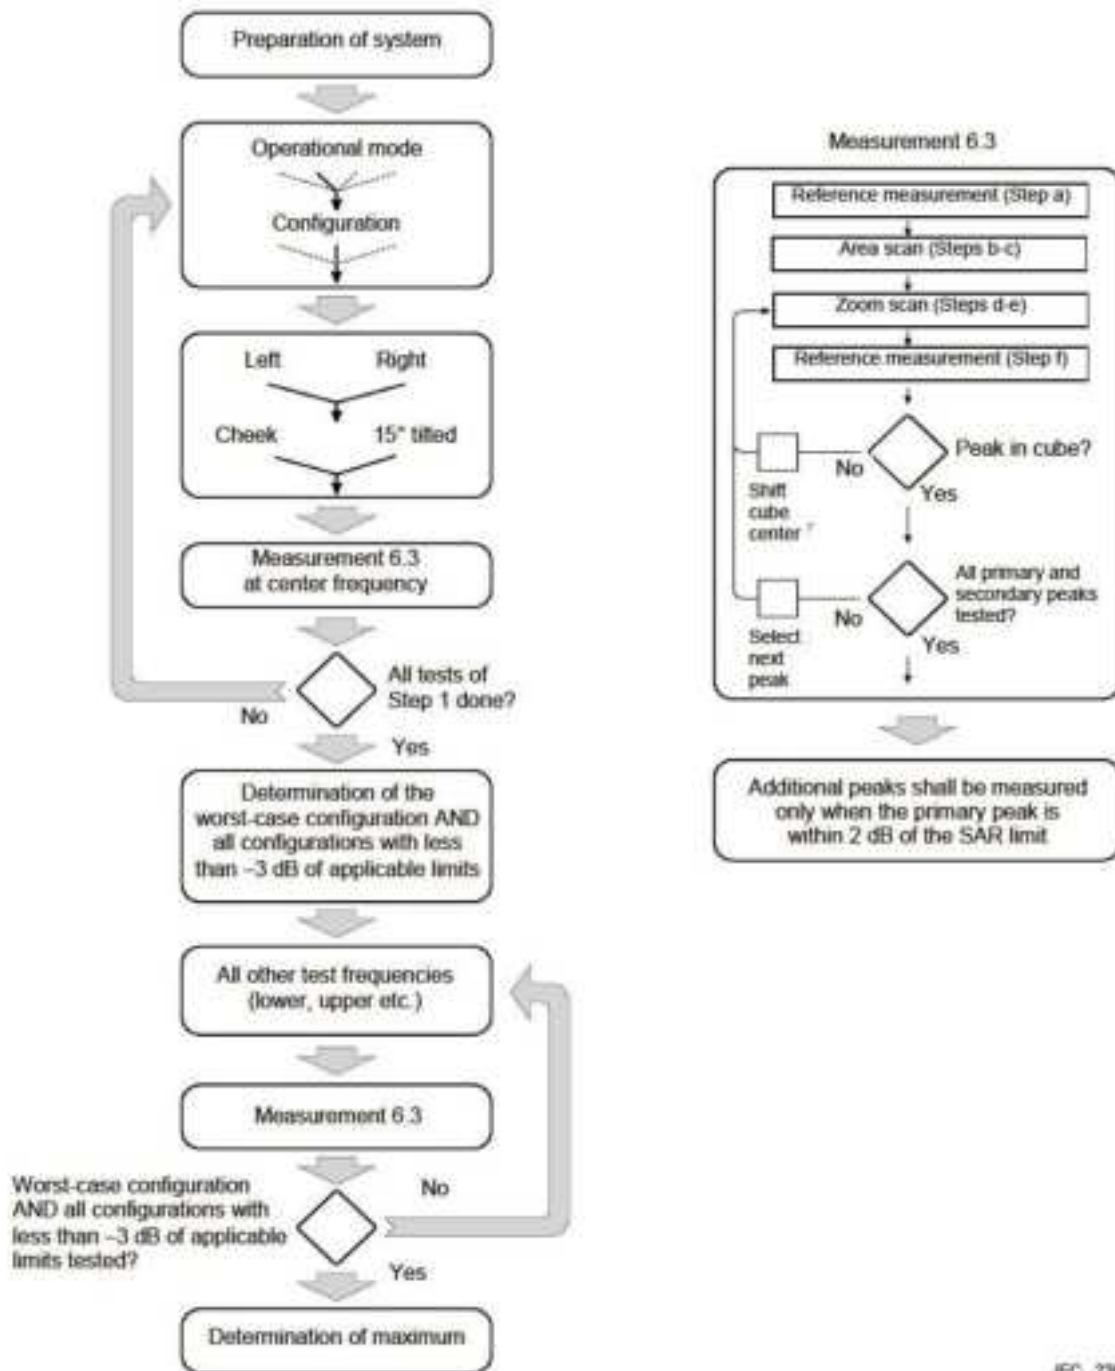 Preparation of system
Operational mode
Configuration
Left Right
Cheek 15° tilted
Measurement 6.3
at center frequency
All tests of
Step 1 done?
No
Yes
Determination of the
worst-case configuration AND
all configurations with less
than –3 dB of applicable limits
All other test frequencies
(lower, upper etc.)
Measurement 6.3
Worst-case configuration
AND all configurations with
less than –3 dB of applicable
limits tested?
No
Yes
Determination of maximum
Measurement 6.3
Reference measurement (Step a)
Area scan (Steps b-c)
Zoom scan (Steps d-e)
Reference measurement (Step f)
Peak in cube?
No
Yes
Shift
cube
center
All primary and
secondary peaks
tested?
No
Yes
Select
next
peak
Additional peaks shall be measured
only when the primary peak is
within 2 dB of the SAR limit
IEC